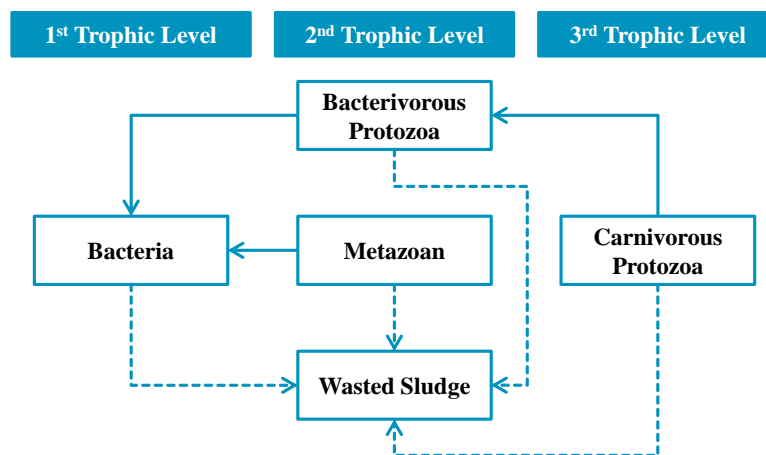 1st Trophic Level
2nd Trophic Level
3rd Trophic Level
Bacterivorous
Protozoa
Bacteria
Metazoan
Carnivorous
Protozoa
Wasted Sludge